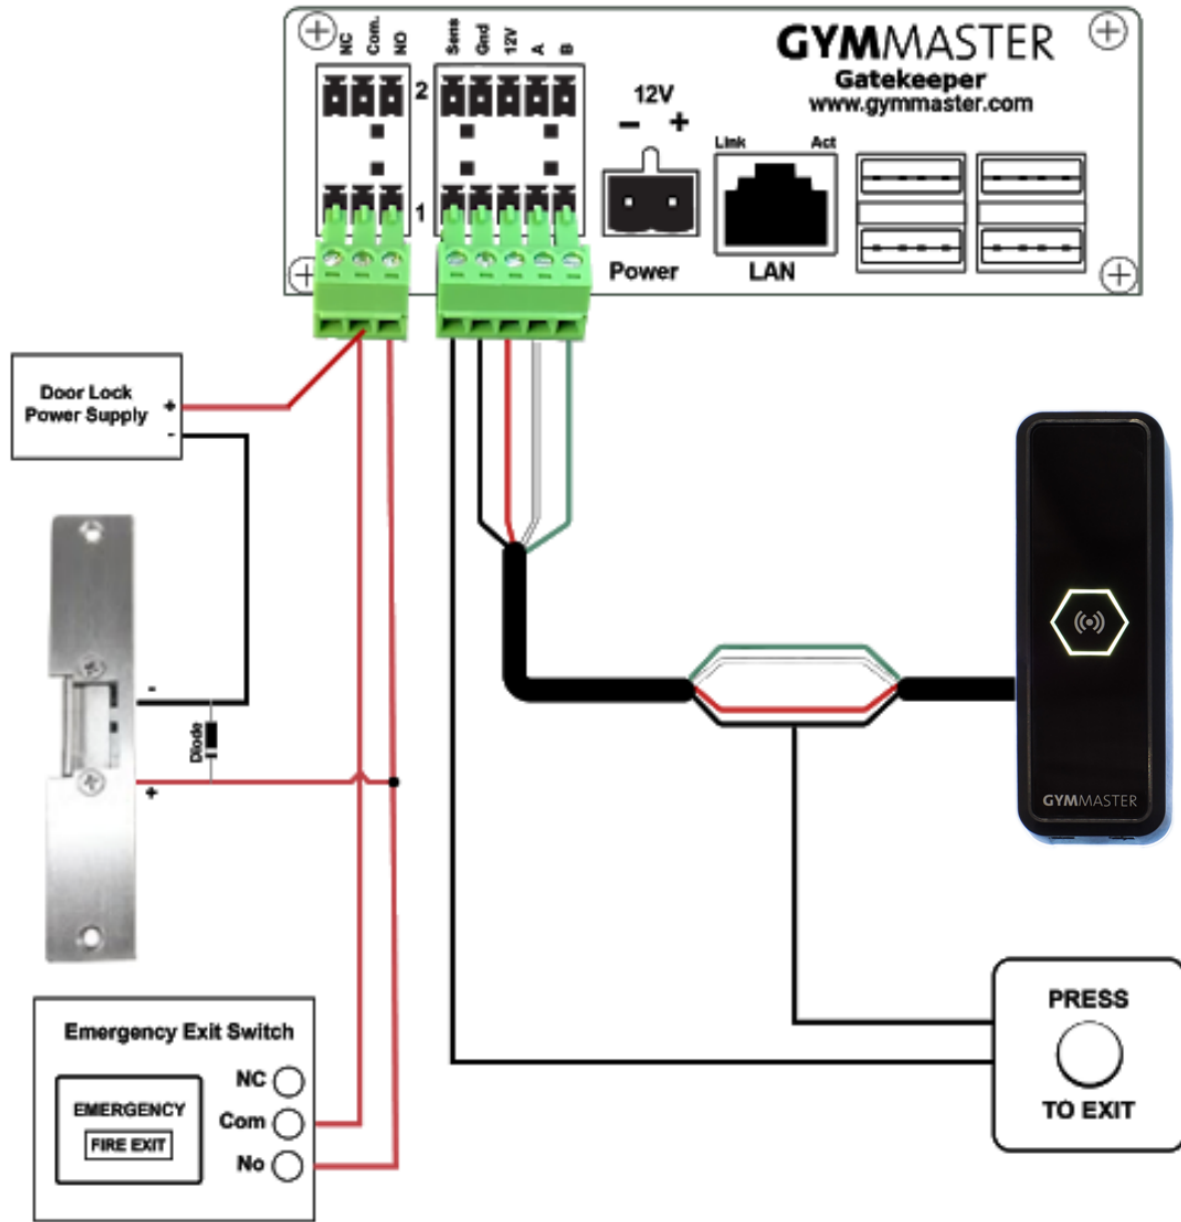 NC Com. NO
Sens Gnd 12V A B
GYMMASTER
Gatekeeper
www.gymmaster.com
2
1
12V
- +
Link Act
Power
LAN
Door Lock +
Power Supply -
-
Diode
+
GYMMASTER
PRESS
TO EXIT
Emergency Exit Switch
NC
Com
No
EMERGENCY
FIRE EXIT